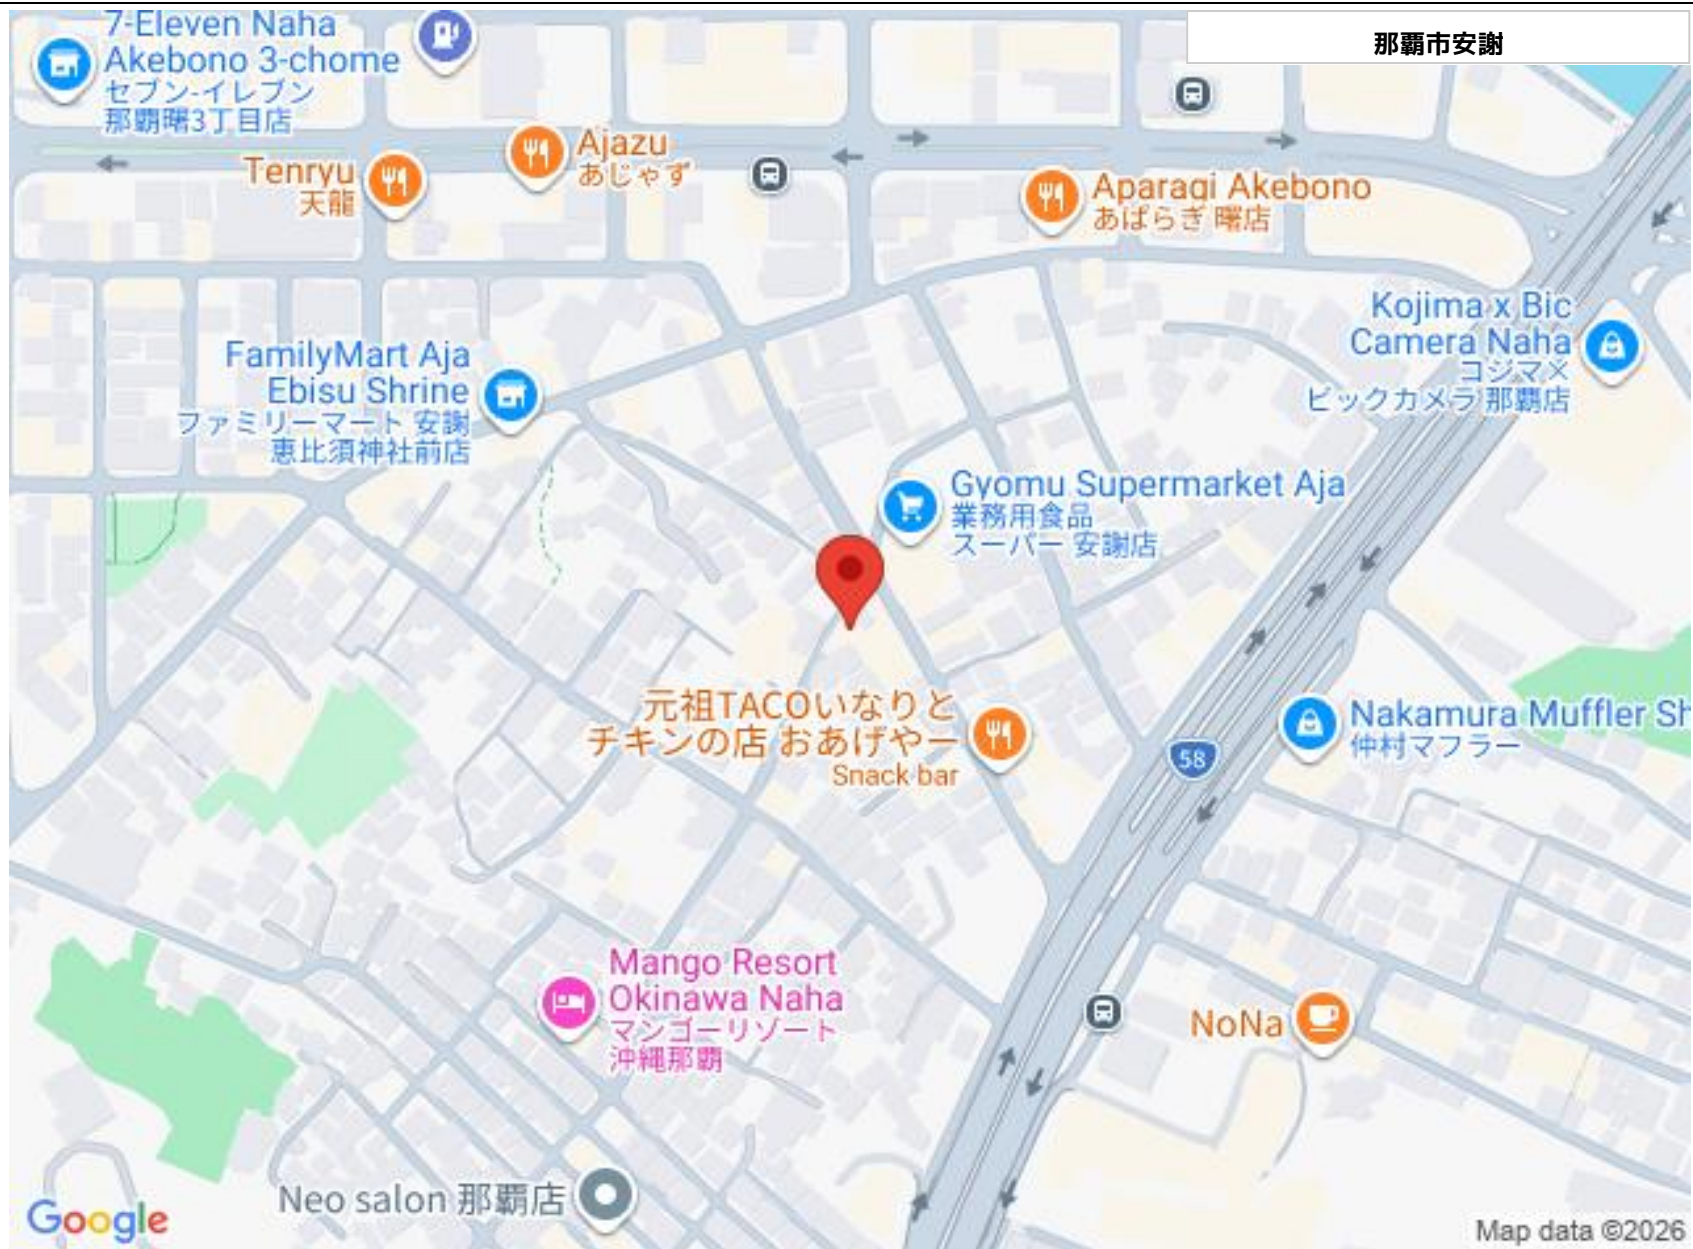 7-Eleven Naha
Akebono 3-chome
セブン-イレブン
那覇曙3丁目店
那覇市安謝
Ajazu
あじゃず
Tenryu
天龍
Aparagi Akebono
あぱらぎ 曙店
Kojima x Bic
Camera Naha
コジマ×
ビックカメラ 那覇店
FamilyMart Aja
Ebisu Shrine
ファミリーマート 安謝
恵比須神社前店
Gyomu Supermarket Aja
業務用食品
スーパー 安謝店
元祖TACOいなりと
チキンの店 おあげやー
Snack bar
58
Nakamura Muffler Sh
仲村マフラー
Mango Resort
Okinawa Naha
マンゴーリゾート
沖縄那覇
NoNa
Neo salon 那覇店
Google
Map data ©2026